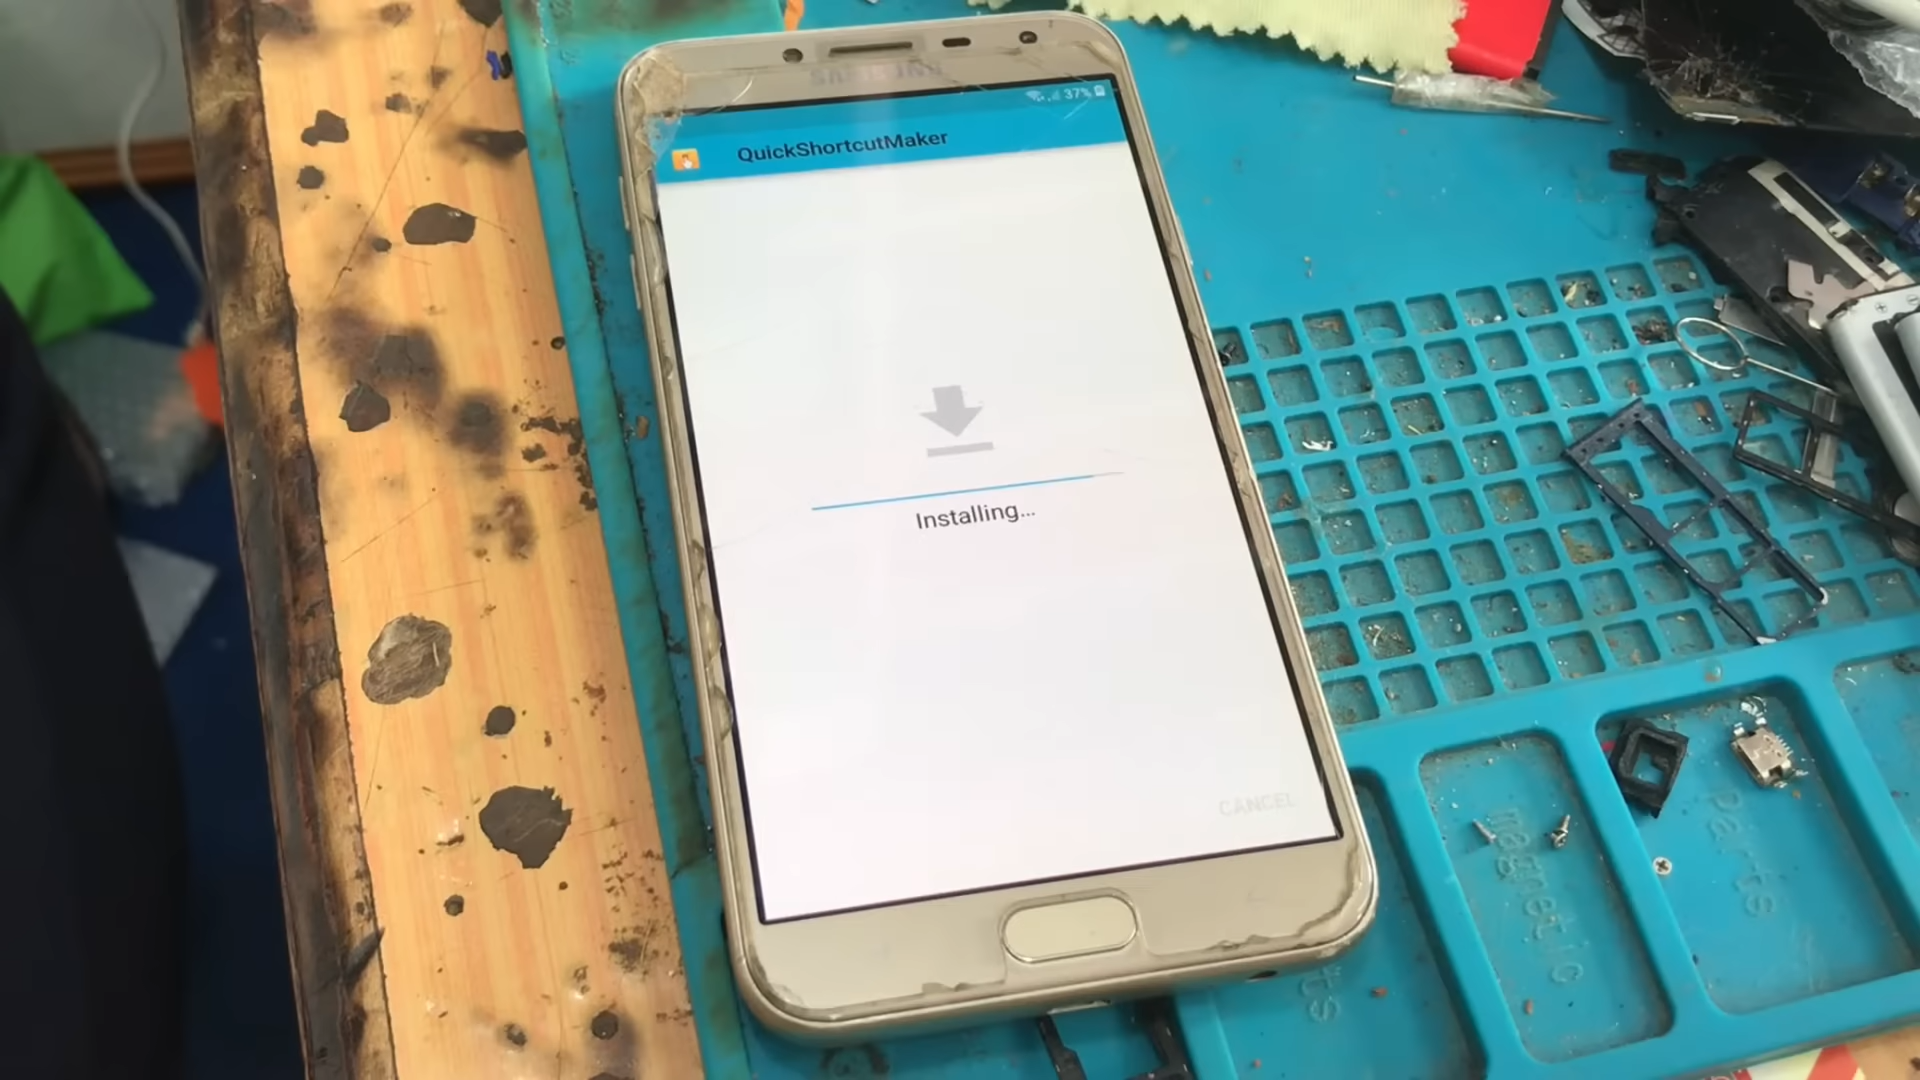 SAMSUNG
37%
QuickShortcutMaker
Installing...
CANCEL
magnetic
parts